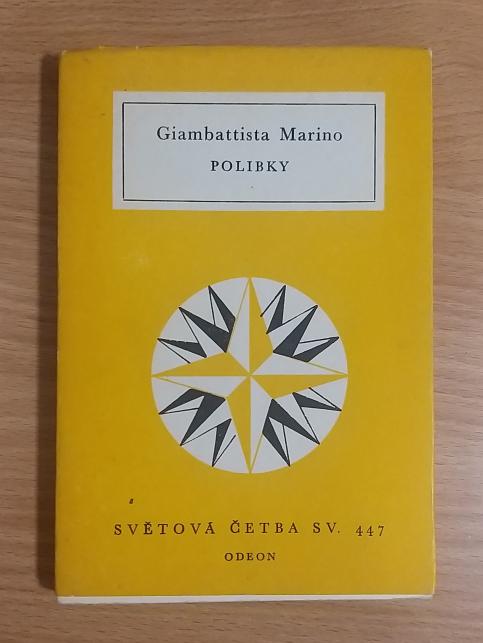 Giambattista Marino
POLIBKY
SVĚTOVÁ ČETBA SV. 447
ODEON